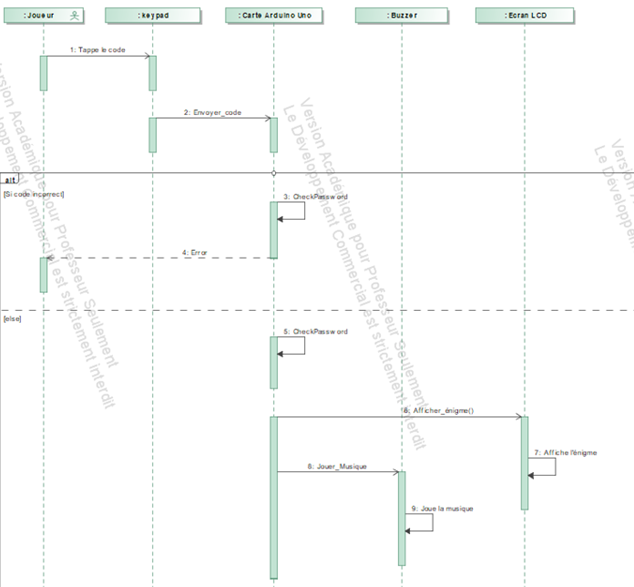 : Joueur
: keypad
: Carte Arduino Uno
: Buzzer
: Ecran LCD
1: Tappe le code
2: Envoyer_code
alt
[Si code incorrect]
3: CheckPassword
4: Error
[else]
5: CheckPassword
6: Afficher_énigme()
7: Affiche l'énigme
8: Jouer_Musique
9: Joue la musique
Version Académique pour Professeur Seulement
Le Développement Commercial est strictement interdit
Version Académique pour Professeur Seulement
Le Développement Commercial est strictement interdit